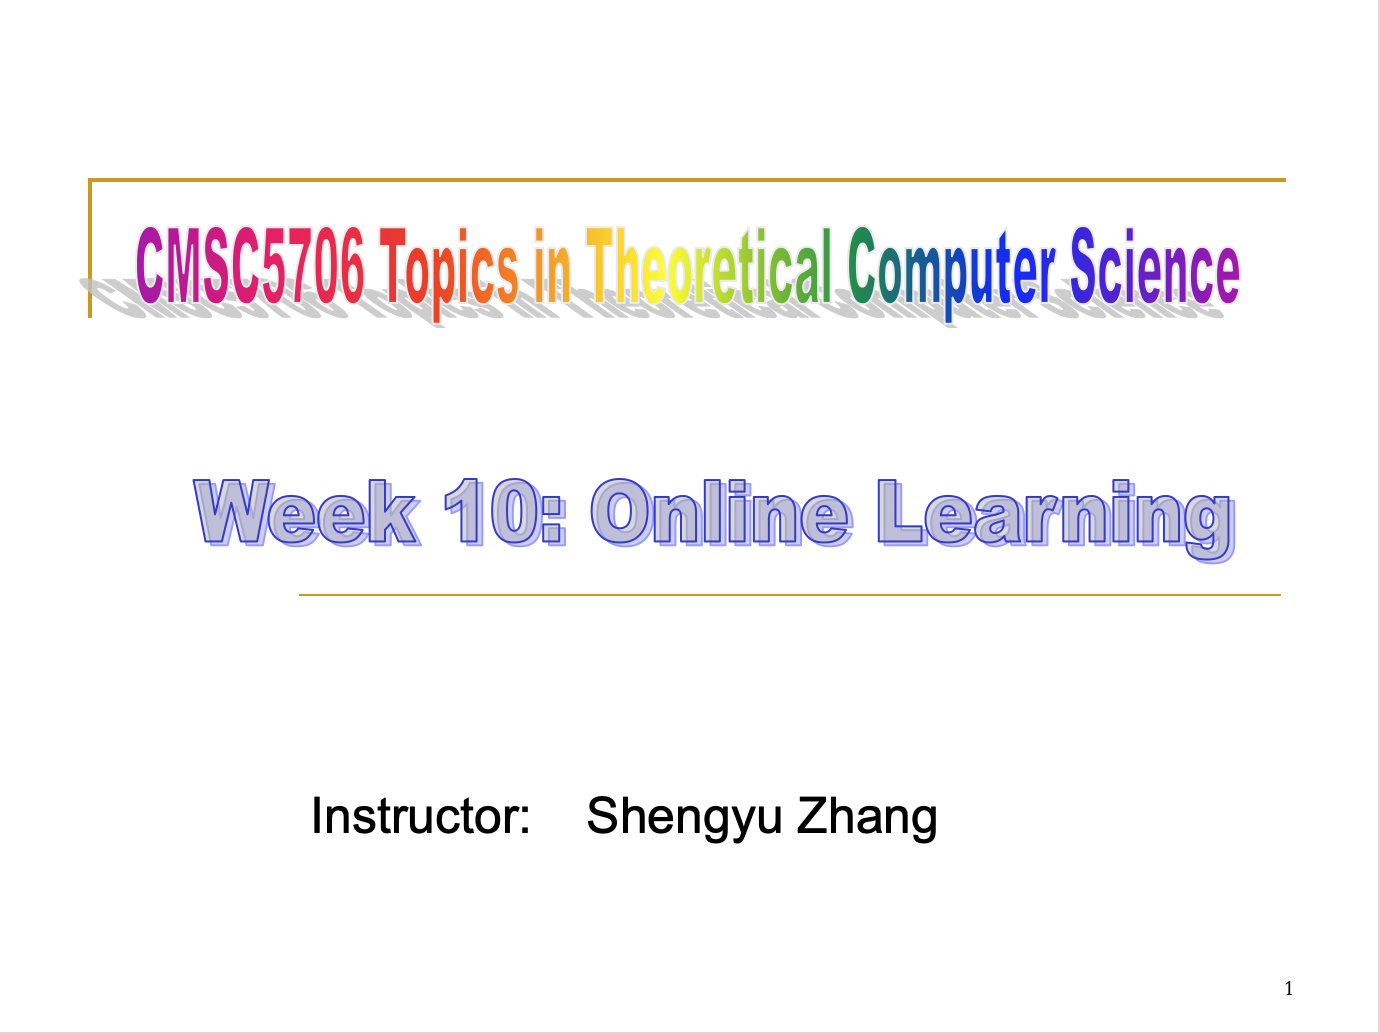 CMSC5706 Topics in Theoretical Computer Science
Week 10: Online Learning
Instructor: Shengyu Zhang
1